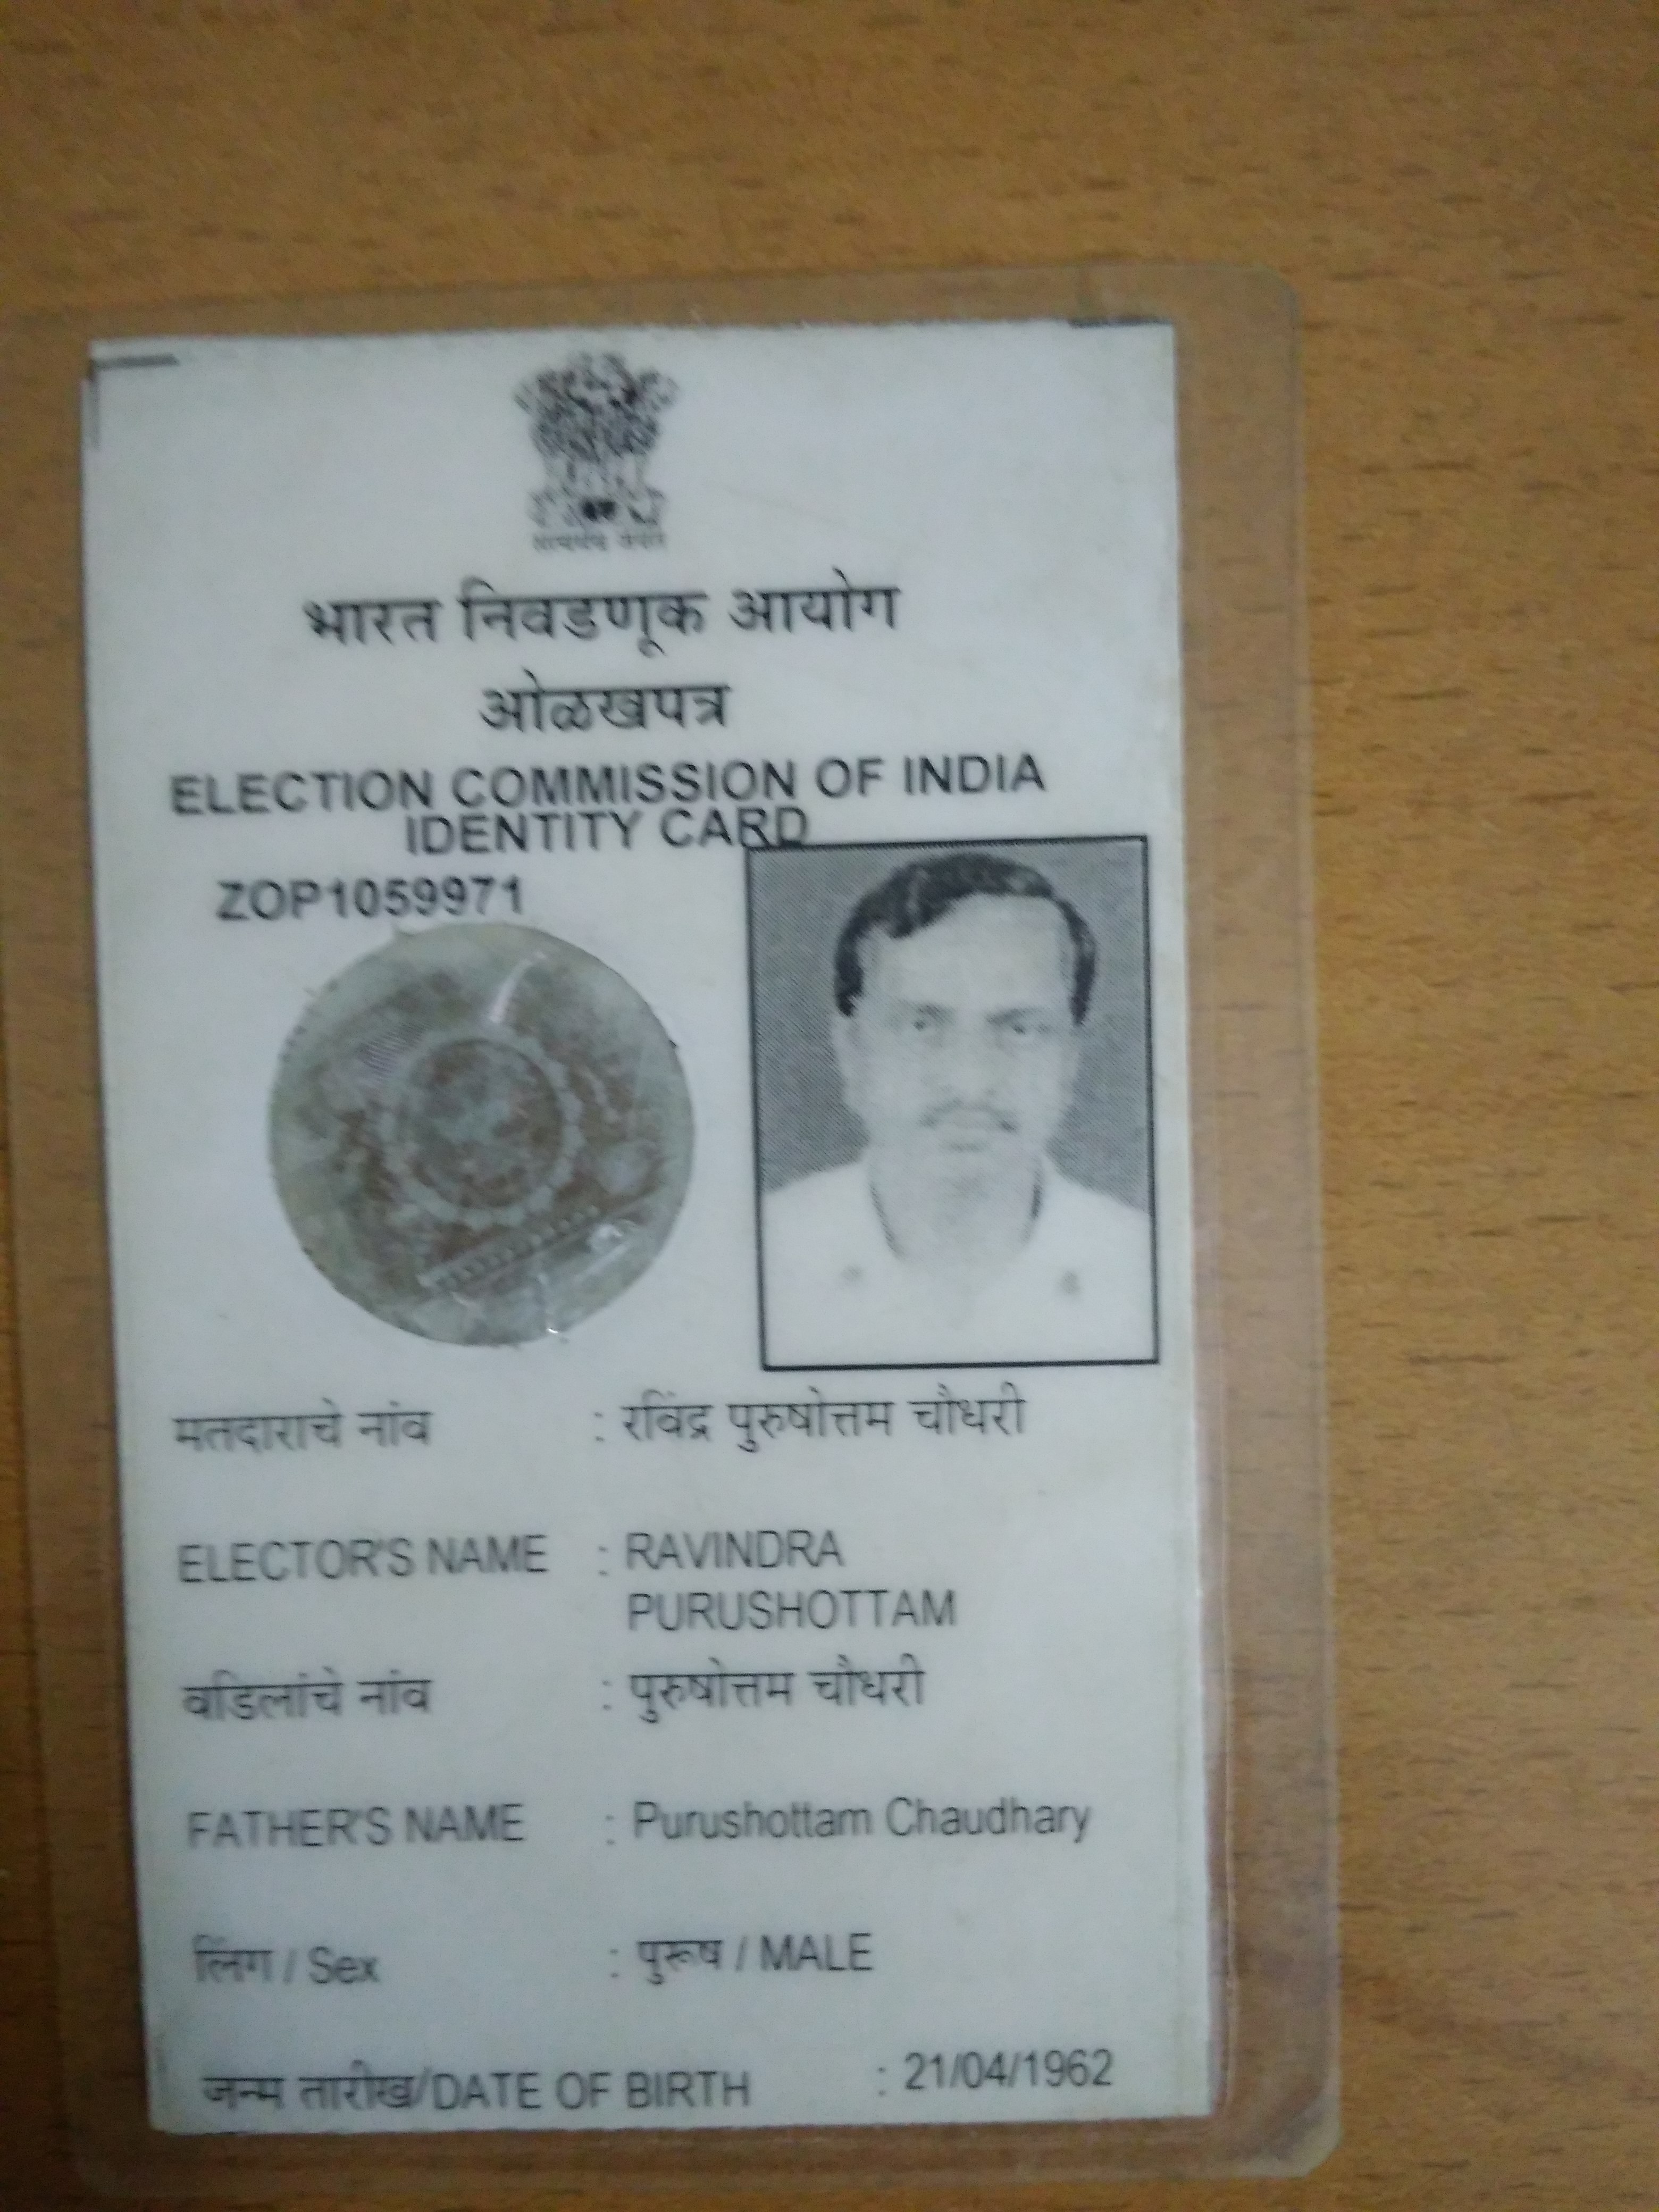 भारत निवडणूक आयोग
ओळखपत्र
ELECTION COMMISSION OF INDIA
IDENTITY CARD
ZOP1059971
मतदाराचे नांव : रविंद्र पुरुषोत्तम चौधरी
ELECTOR'S NAME : RAVINDRA
PURUSHOTTAM
वडिलांचे नांव : पुरुषोत्तम चौधरी
FATHER'S NAME : Purushottam Chaudhary
लिंग / Sex : पुरूष / MALE
जन्म तारीख/DATE OF BIRTH : 21/04/1962